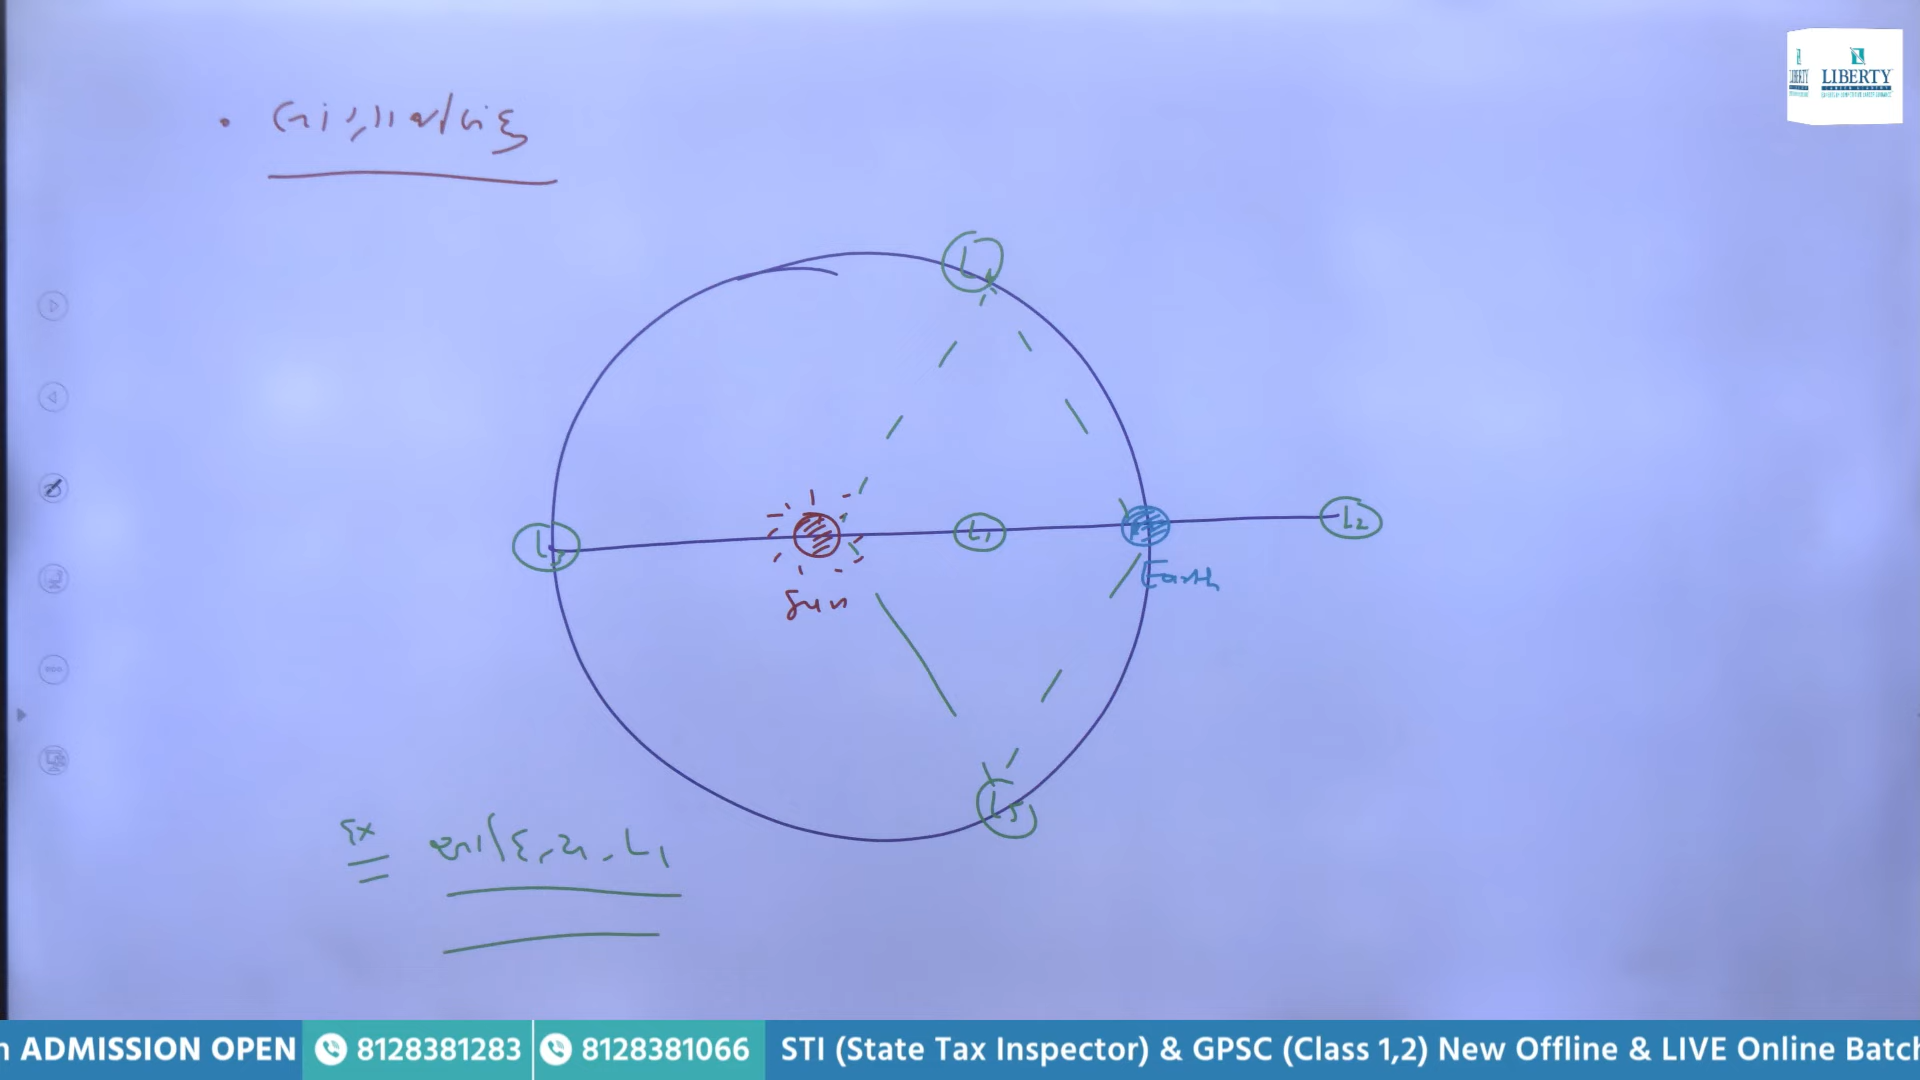 LIBERTY
L4
L3
L1
L2
Sun
Earth
L5
Ex
L1
n ADMISSION OPEN 8128381283 8128381066 STI (State Tax Inspector) & GPSC (Class 1,2) New Offline & LIVE Online Batch